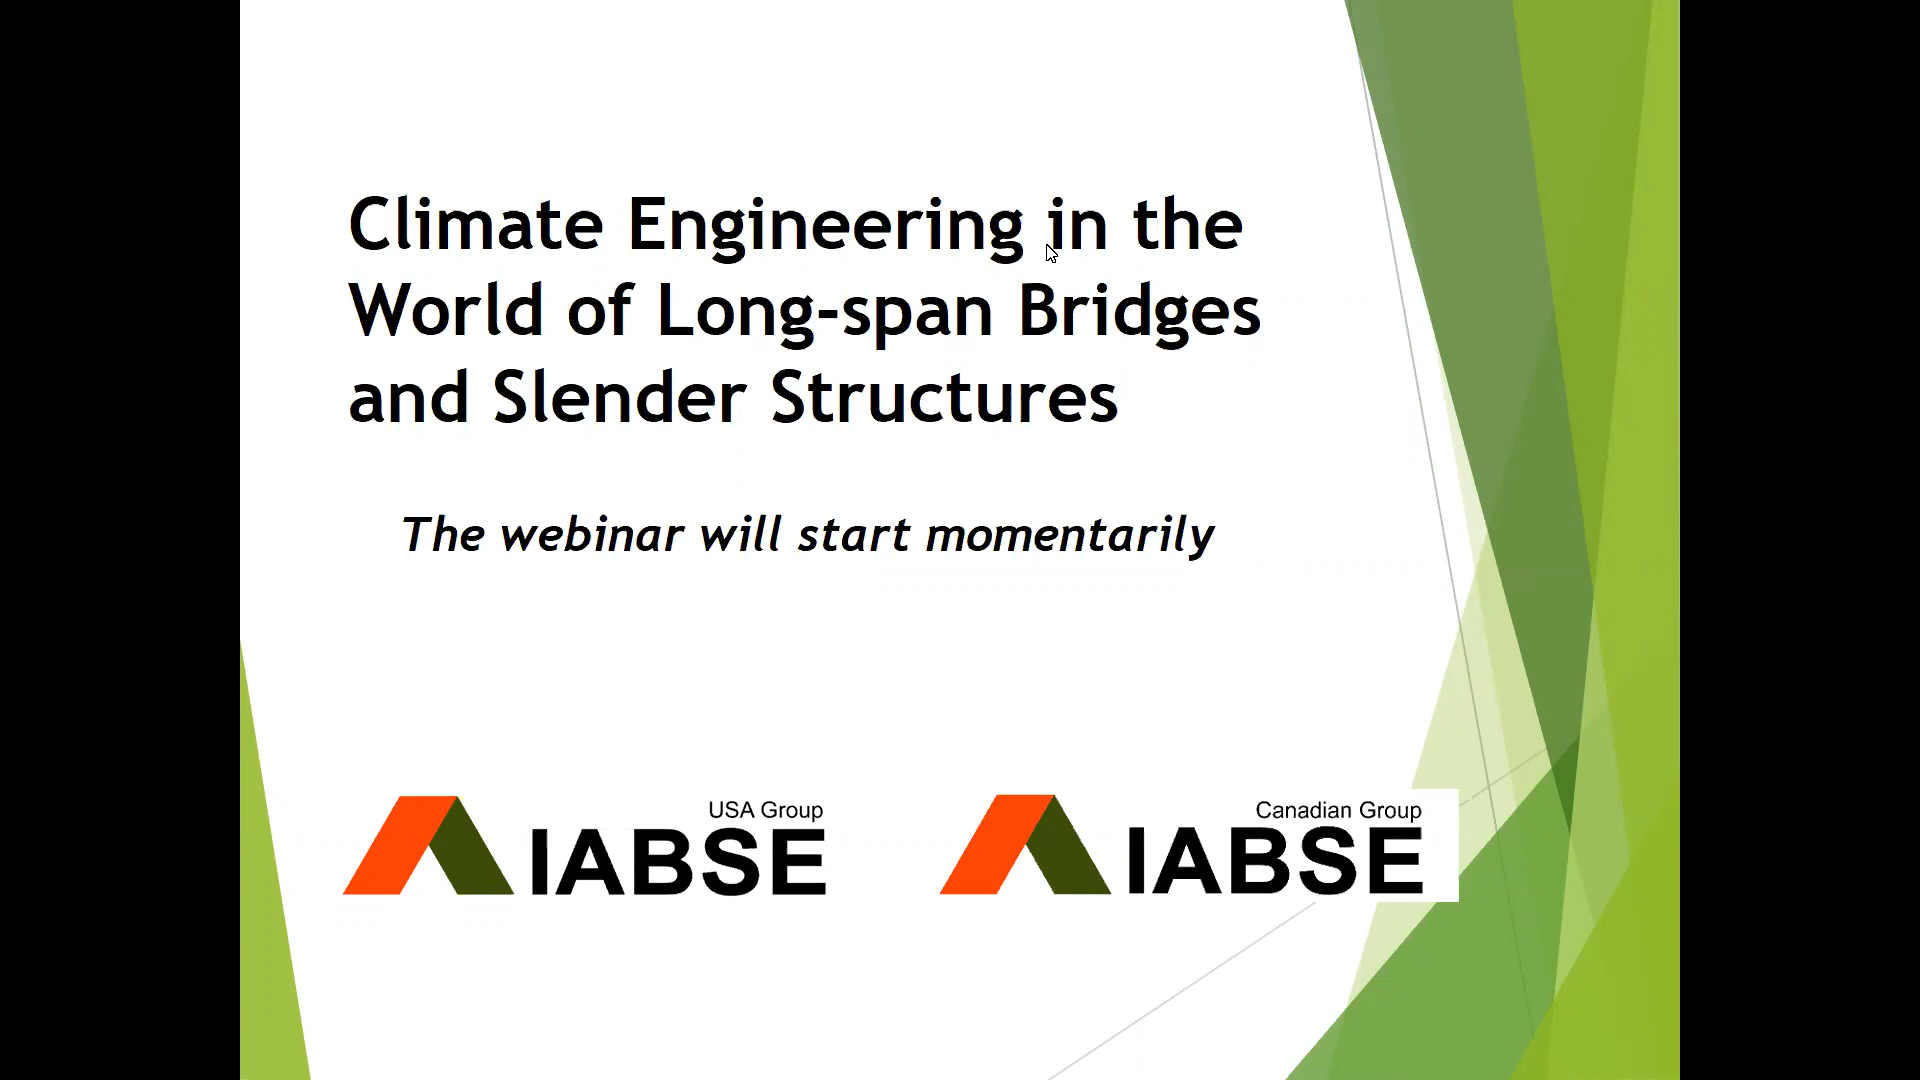 Climate Engineering in the
World of Long-span Bridges
and Slender Structures
The webinar will start momentarily
USA Group
IABSE
Canadian Group
IABSE